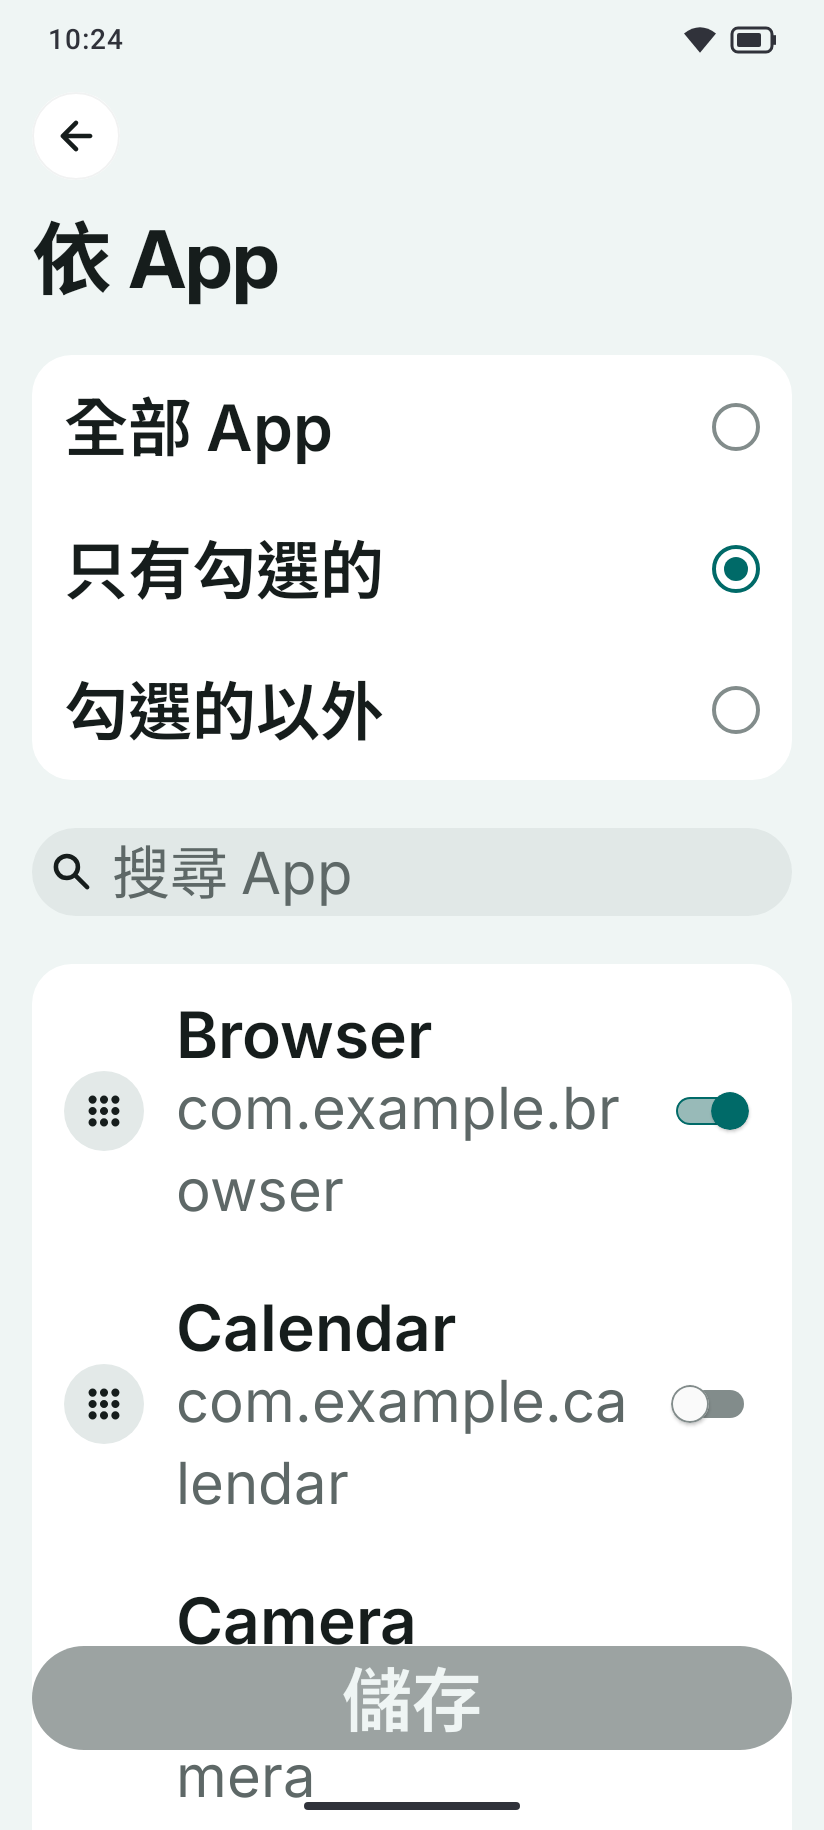 10:24
依 App
全部 App
只有勾選的
勾選的以外
搜尋 App
Browser
com.example.br
owser
Calendar
com.example.ca
lendar
Camera
儲存
mera